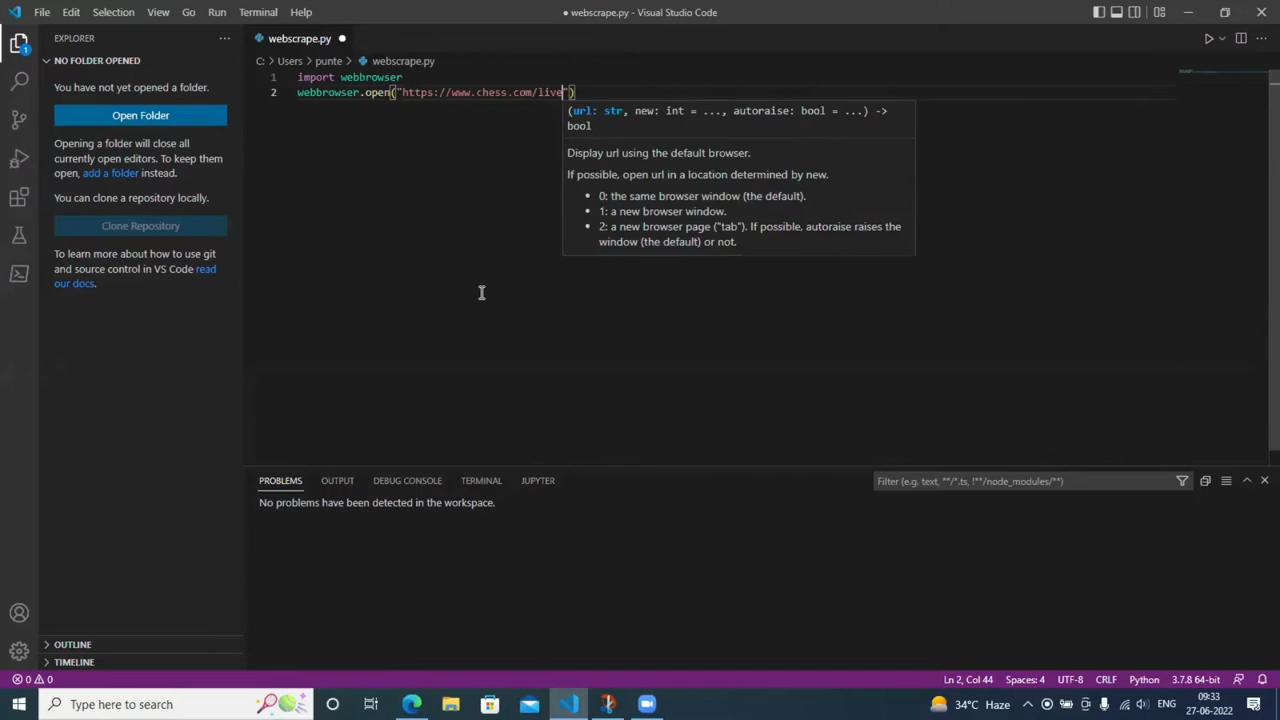 File Edit Selection View Go Run Terminal Help
● webscrape.py - Visual Studio Code
EXPLORER
NO FOLDER OPENED
You have not yet opened a folder.
Open Folder
Opening a folder will close all
currently open editors. To keep them
open, add a folder instead.
You can clone a repository locally.
Clone Repository
To learn more about how to use git
and source control in VS Code read
our docs.
OUTLINE
TIMELINE
1
webscrape.py
C: > Users > punte > webscrape.py
1 import webbrowser
2 webbrowser.open("https://www.chess.com/live")
(url: str, new: int = ..., autoraise: bool = ...) ->
bool
Display url using the default browser.
If possible, open url in a location determined by new.
• 0: the same browser window (the default).
• 1: a new browser window.
• 2: a new browser page ("tab"). If possible, autoraise raises the
window (the default) or not.
PROBLEMS OUTPUT DEBUG CONSOLE TERMINAL JUPYTER
Filter (e.g. text, **/*.ts, !**/node_modules/**)
No problems have been detected in the workspace.
0 0
Ln 2, Col 44 Spaces: 4 UTF-8 CRLF Python 3.7.8 64-bit
Type here to search
34°C Haze
ENG
09:33
27-06-2022